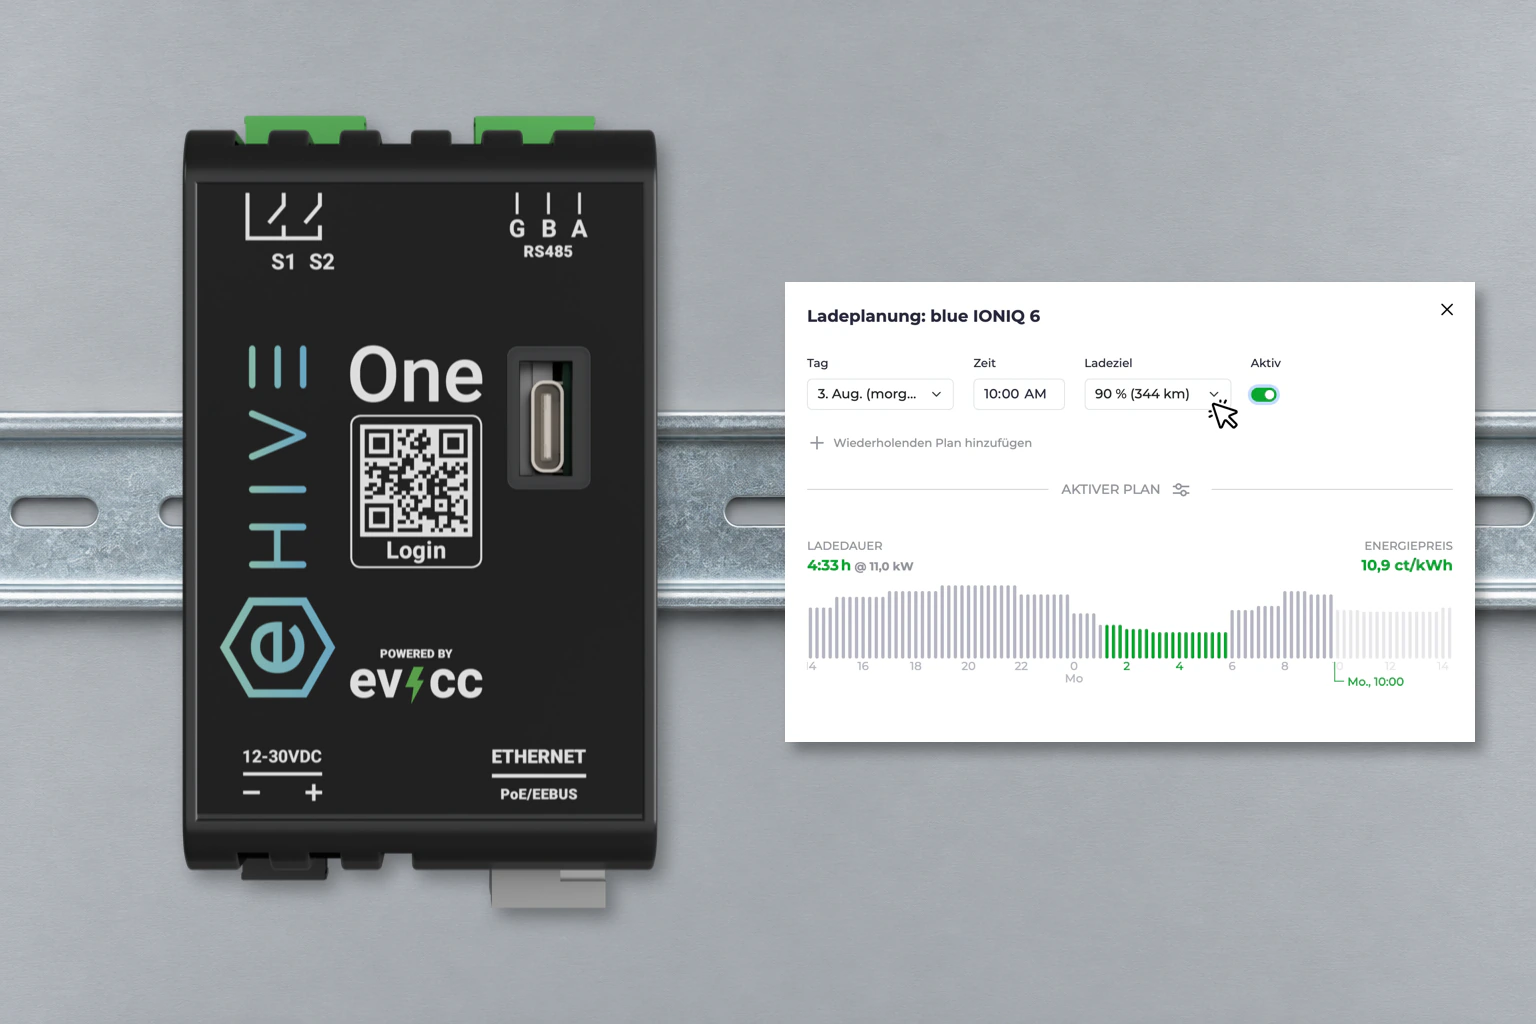 S1 S2
G B A
RS485
HIVE
One
Login
e
POWERED BY
evcc
12-30VDC
− +
ETHERNET
PoE/EEBUS
Ladeplanung: blue IONIQ 6
Tag Zeit Ladeziel Aktiv
3. Aug. (morg... 10:00 AM 90 % (344 km)
Wiederholenden Plan hinzufügen
AKTIVER PLAN
LADEDAUER ENERGIEPREIS
4:33 h @ 11,0 kW 10,9 ct/kWh
16 18 20 22 0 2 4 6 8 12 14
Mo
Mo., 10:00